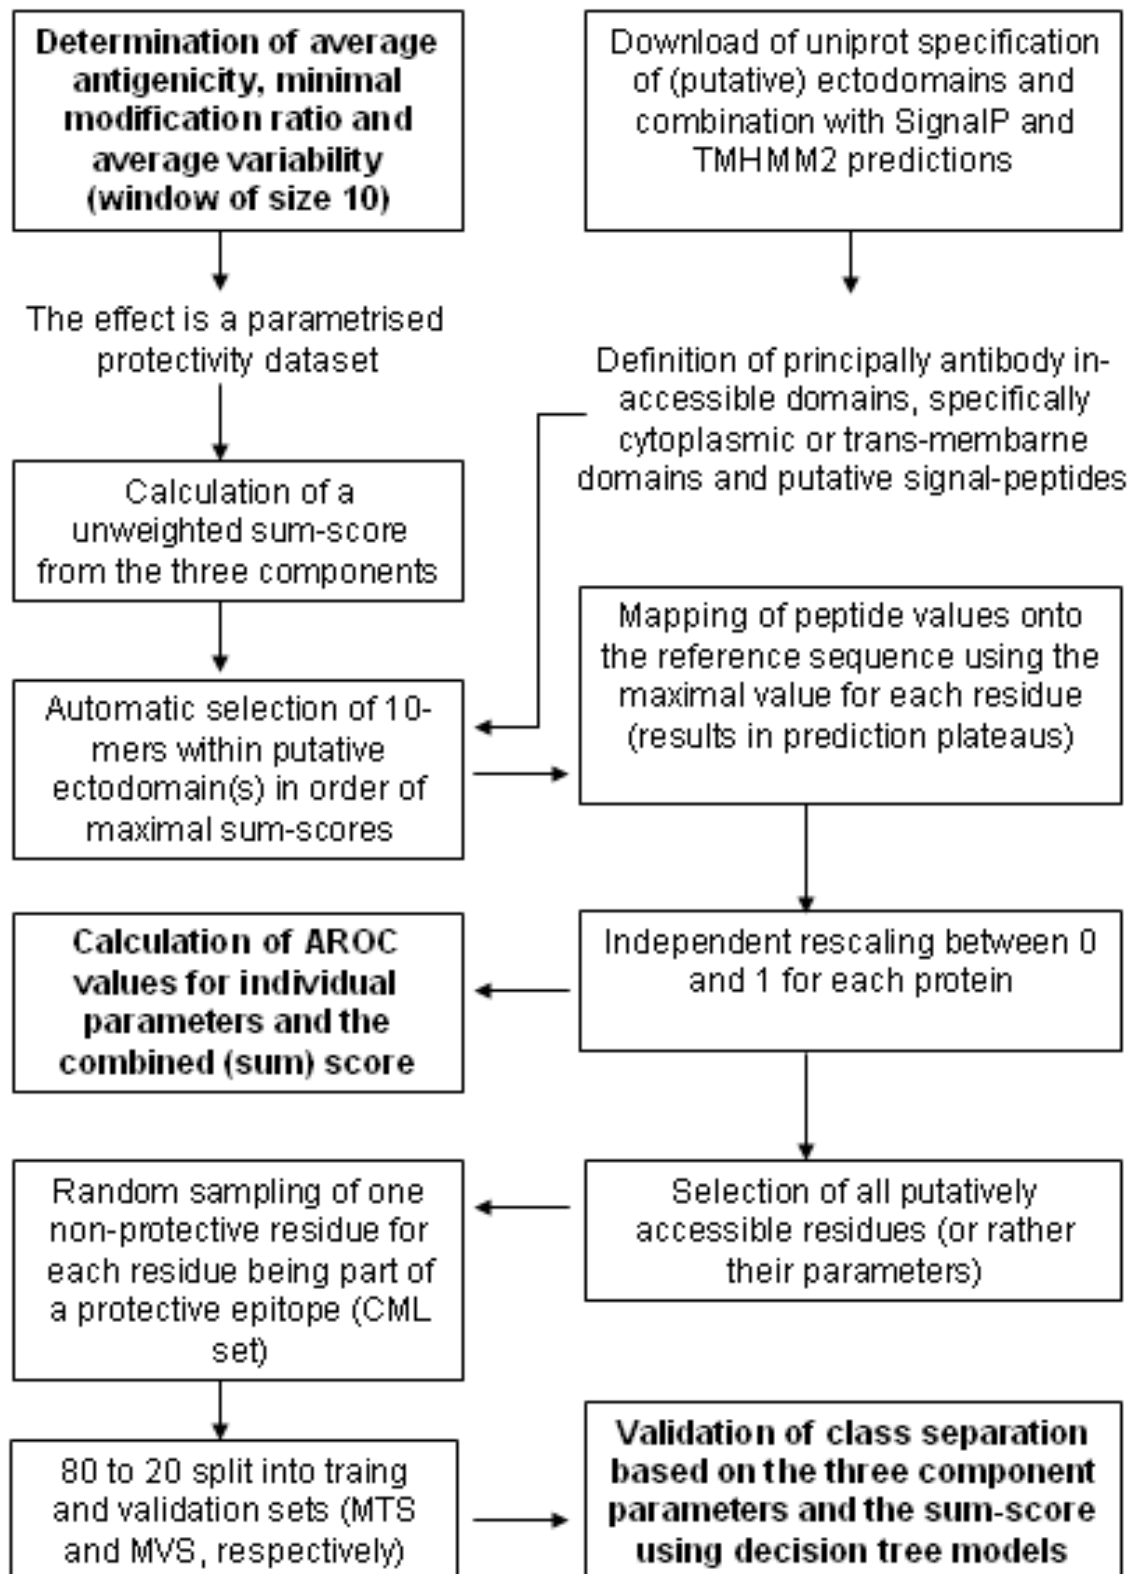 Determination of average
antigenicity, minimal
modification ratio and
average variability
(window of size 10)
Download of uniprot specification
of (putative) ectodomains and
combination with SignalP and
TMHMM2 predictions
The effect is a parametrised
protectivity dataset
Definition of principally antibody in-
accessible domains, specifically
cytoplasmic or trans-membarne
domains and putative signal-peptides
Calculation of a
unweighted sum-score
from the three components
Automatic selection of 10-
mers within putative
ectodomain(s) in order of
maximal sum-scores
Mapping of peptide values onto
the reference sequence using the
maximal value for each residue
(results in prediction plateaus)
Independent rescaling between 0
and 1 for each protein
Calculation of AROC
values for individual
parameters and the
combined (sum) score
Selection of all putatively
accessible residues (or rather
their parameters)
Random sampling of one
non-protective residue for
each residue being part of
a protective epitope (CML
set)
80 to 20 split into traing
and validation sets (MTS
and MVS, respectively)
Validation of class separation
based on the three component
parameters and the sum-score
using decision tree models